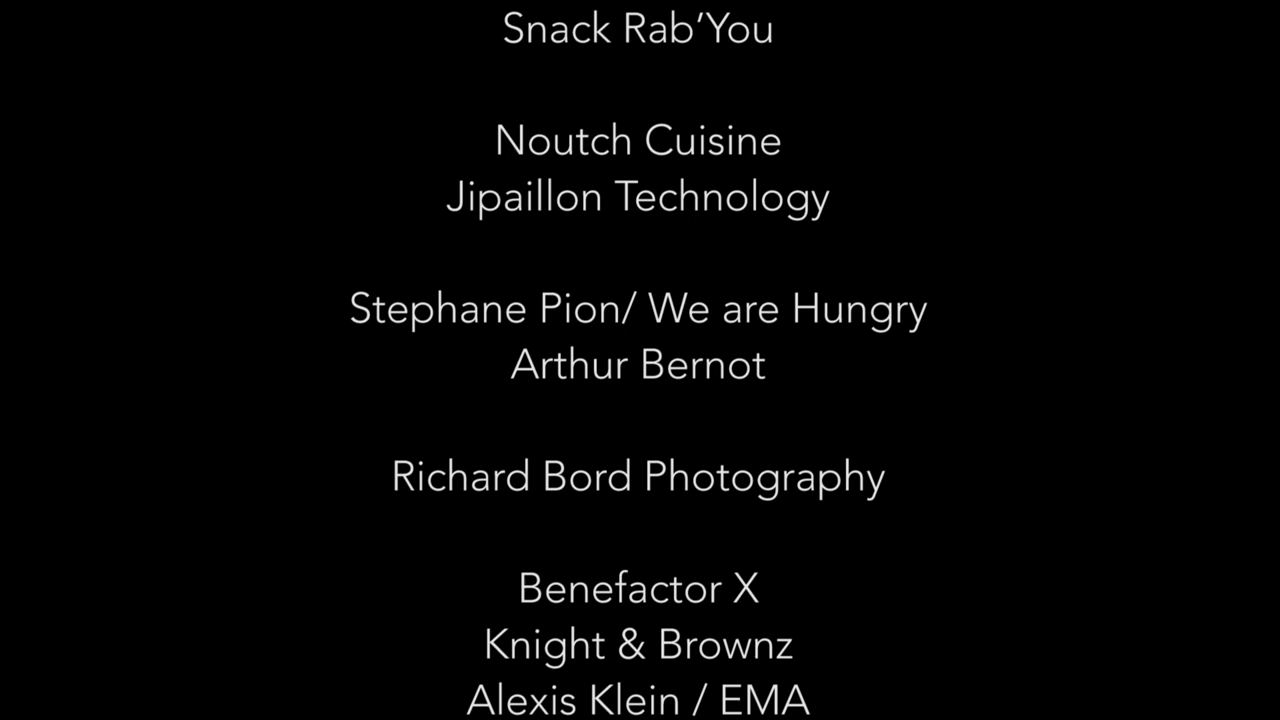 Snack Rab’You
Noutch Cuisine
Jipaillon Technology
Stephane Pion/ We are Hungry
Arthur Bernot
Richard Bord Photography
Benefactor X
Knight & Brownz
Alexis Klein / EMA